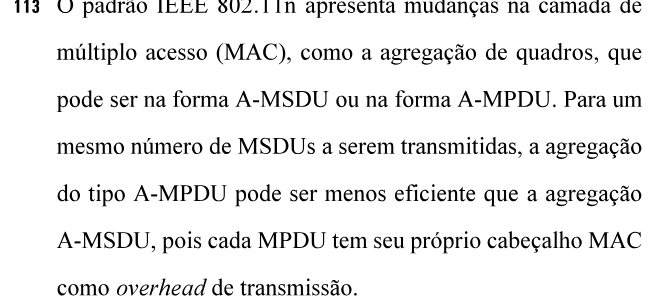 113 O padrão IEEE 802.11n apresenta mudanças na camada de
múltiplo acesso (MAC), como a agregação de quadros, que
pode ser na forma A-MSDU ou na forma A-MPDU. Para um
mesmo número de MSDUs a serem transmitidas, a agregação
do tipo A-MPDU pode ser menos eficiente que a agregação
A-MSDU, pois cada MPDU tem seu próprio cabeçalho MAC
como overhead de transmissão.